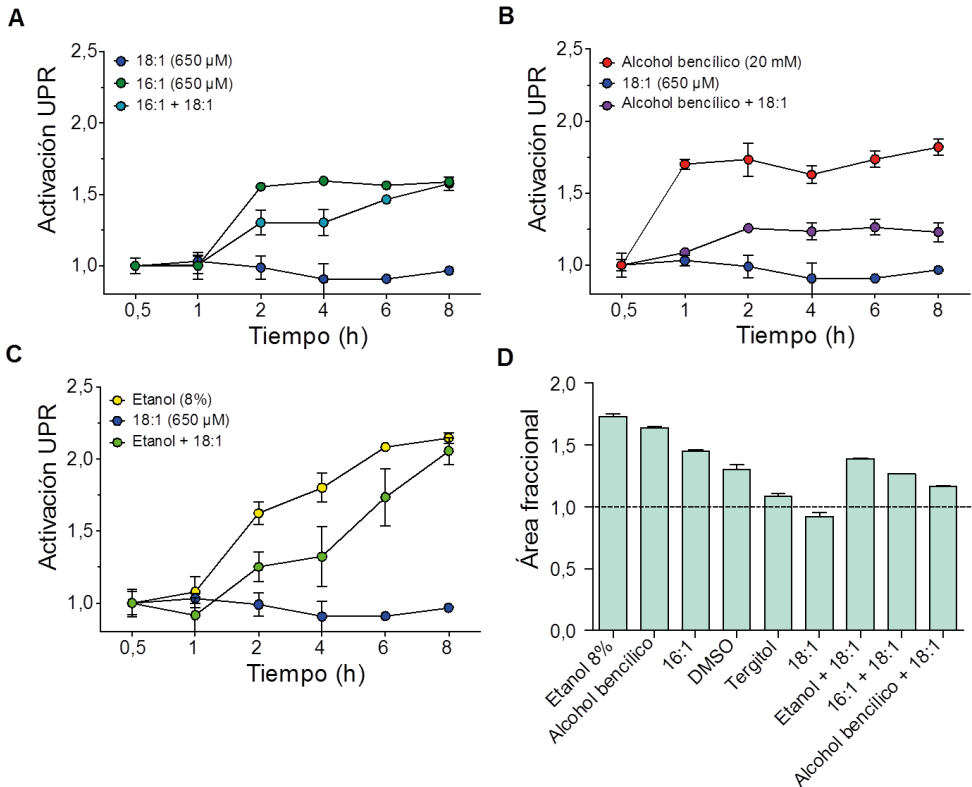 A
Activación UPR
2,5
2,0
1,5
1,0
18:1 (650 µM)
16:1 (650 µM)
16:1 + 18:1
0,5 1 2 4 6 8
Tiempo (h)
B
Activación UPR
2,5
2,0
1,5
1,0
Alcohol bencílico (20 mM)
18:1 (650 µM)
Alcohol bencílico + 18:1
0,5 1 2 4 6 8
Tiempo (h)
C
Activación UPR
2,5
2,0
1,5
1,0
Etanol (8%)
18:1 (650 µM)
Etanol + 18:1
0,5 1 2 4 6 8
Tiempo (h)
D
Área fraccional
2,0
1,5
1,0
0,5
0,0
Etanol 8%
Alcohol bencílico
16:1
DMSO
Tergitol
18:1
Etanol + 18:1
16:1 + 18:1
Alcohol bencílico + 18:1